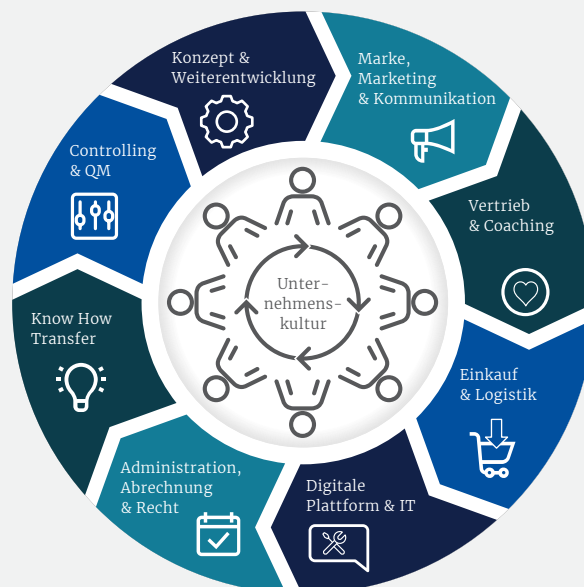 Konzept &
Weiterentwicklung
Marke,
Marketing
& Kommunikation
Vertrieb
& Coaching
Einkauf
& Logistik
Digitale
Plattform & IT
Administration,
Abrechnung
& Recht
Know How
Transfer
Controlling
& QM
Unter-
nehmens-
kultur